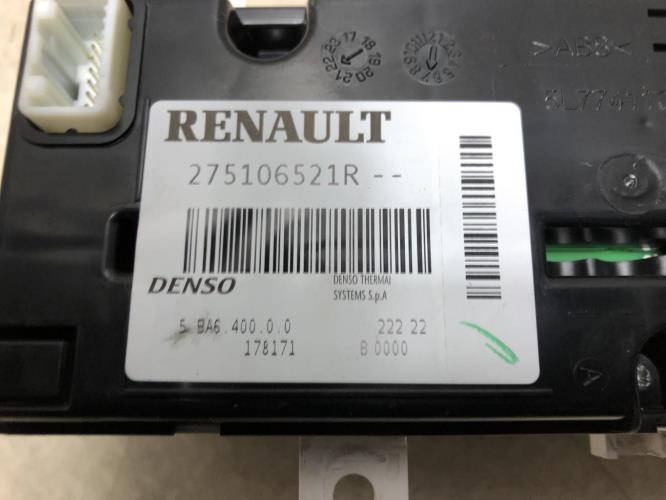 >ABS<
RENAULT
275106521R --
DENSO
DENSO THERMAL
SYSTEMS S.p.A
5 BA6.400.0.0 222 22
178171 B 0000
A